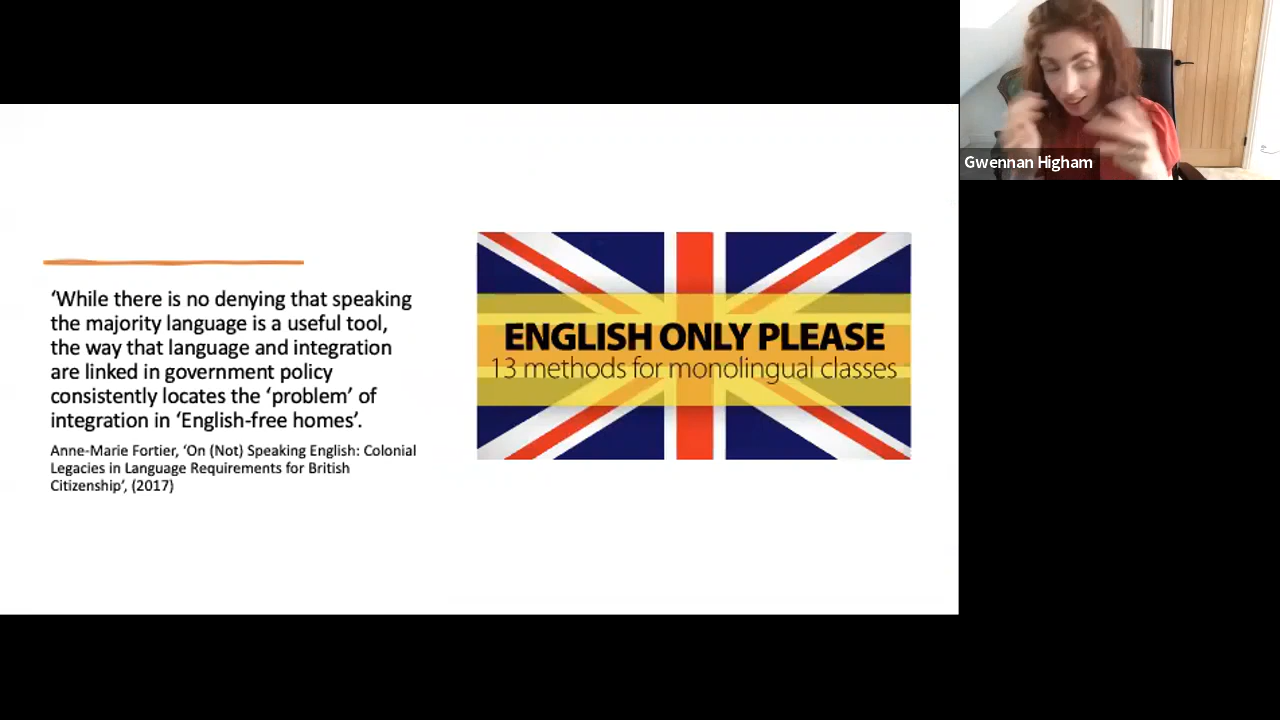 Gwennan Higham
‘While there is no denying that speaking
the majority language is a useful tool,
the way that language and integration
are linked in government policy
consistently locates the ‘problem’ of
integration in ‘English-free homes’.
Anne-Marie Fortier, ‘On (Not) Speaking English: Colonial
Legacies in Language Requirements for British
Citizenship’, (2017)
ENGLISH ONLY PLEASE
13 methods for monolingual classes